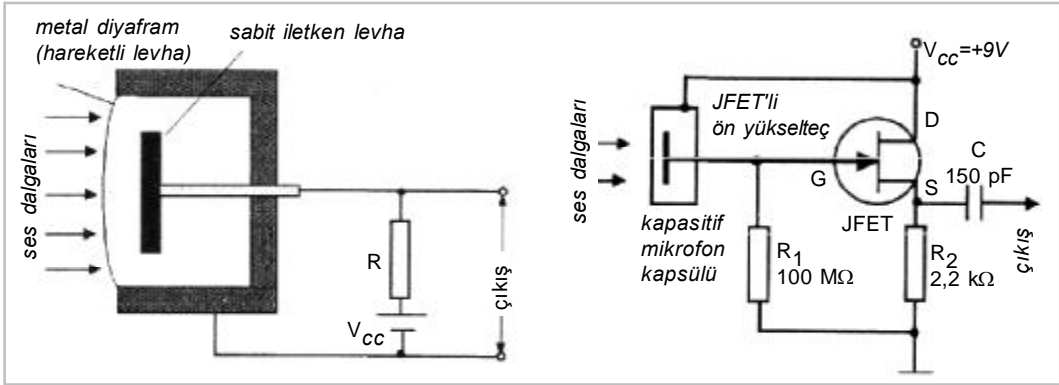 metal diyafram
(hareketli levha)
sabit iletken levha
ses dalgaları
R
V_cc
çıkış
V_cc=+9V
JFET'li
ön yükselteç
ses dalgaları
D
G
S
JFET
C
150 pF
çıkış
kapasitif
mikrofon
kapsülü
R_1
100 MΩ
R_2
2,2 kΩ